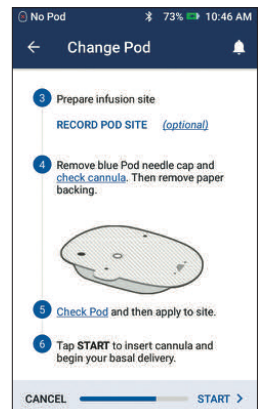 No Pod 73% 10:46 AM
Change Pod
3 Prepare infusion site
RECORD POD SITE (optional)
4 Remove blue Pod needle cap and
check cannula. Then remove paper
backing.
5 Check Pod and then apply to site.
6 Tap START to insert cannula and
begin your basal delivery.
CANCEL START >